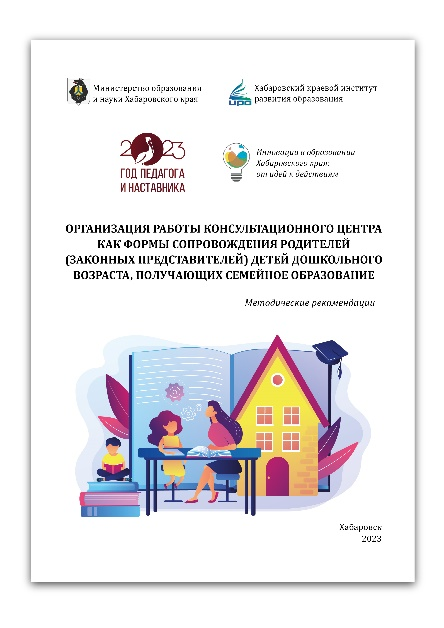 Министерство образования
и науки Хабаровского края
Хабаровский краевой институт
развития образования
ИРО
2023
ГОД ПЕДАГОГА
И НАСТАВНИКА
Инновации в образовании
Хабаровского края:
от идей к действиям
ОРГАНИЗАЦИЯ РАБОТЫ КОНСУЛЬТАЦИОННОГО ЦЕНТРА
КАК ФОРМЫ СОПРОВОЖДЕНИЯ РОДИТЕЛЕЙ
(ЗАКОННЫХ ПРЕДСТАВИТЕЛЕЙ) ДЕТЕЙ ДОШКОЛЬНОГО
ВОЗРАСТА, ПОЛУЧАЮЩИХ СЕМЕЙНОЕ ОБРАЗОВАНИЕ
Методические рекомендации
Хабаровск
2023